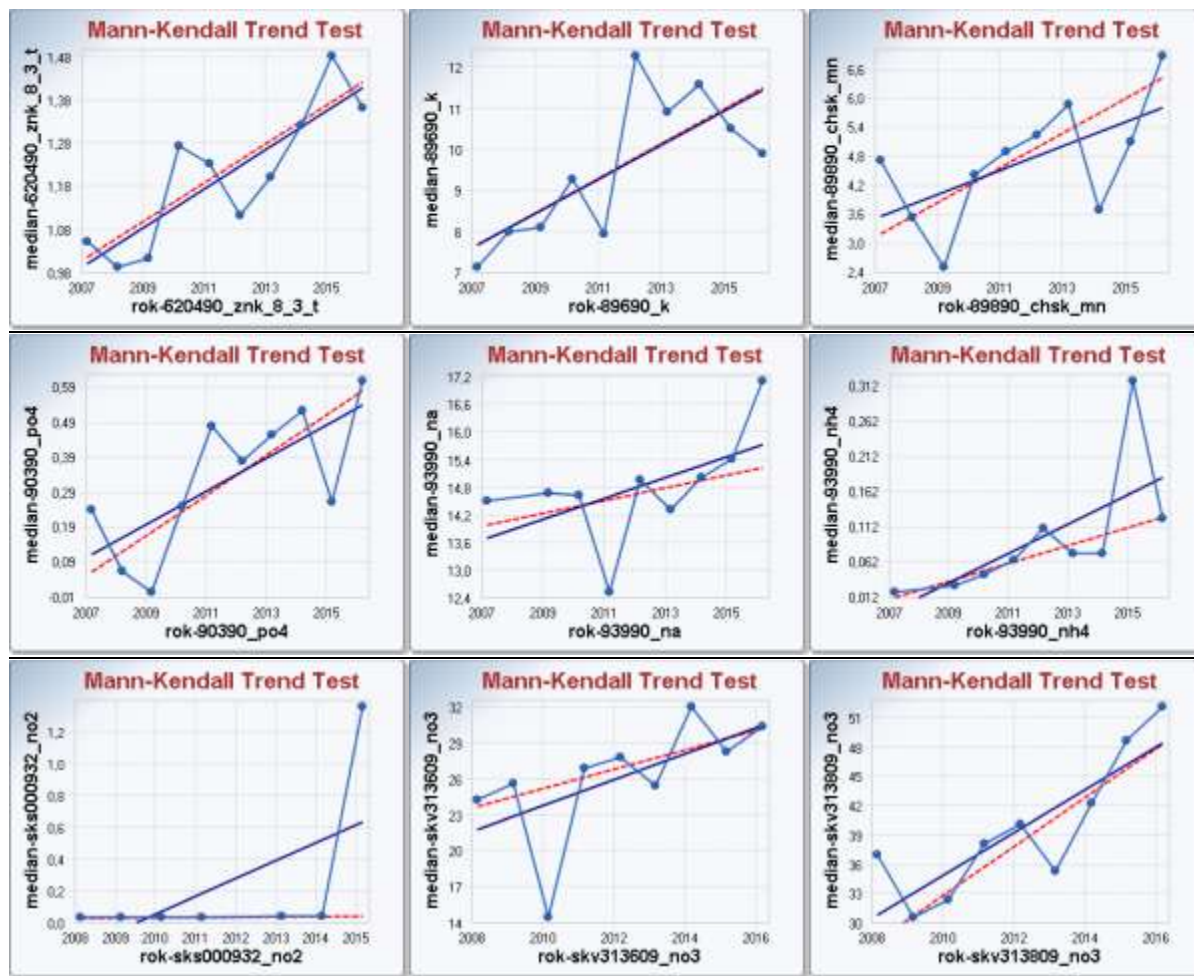 Mann-Kendall Trend Test
median-620490_znk_8_3_t
1,48
1,38
1,28
1,18
1,08
0,98
2007 2009 2011 2013 2015
rok-620490_znk_8_3_t
Mann-Kendall Trend Test
median-89690_k
12
11
10
9
8
7
2007 2009 2011 2013 2015
rok-89690_k
Mann-Kendall Trend Test
median-89890_chsk_mn
6,6
6,0
5,4
4,8
4,2
3,6
3,0
2,4
2007 2009 2011 2013 2015
rok-89890_chsk_mn
Mann-Kendall Trend Test
median-90390_po4
0,59
0,49
0,39
0,29
0,19
0,09
-0,01
2007 2009 2011 2013 2015
rok-90390_po4
Mann-Kendall Trend Test
median-93990_na
17,2
16,6
16,0
15,4
14,8
14,2
13,6
13,0
12,4
2007 2009 2011 2013 2015
rok-93990_na
Mann-Kendall Trend Test
median-93990_nh4
0,312
0,262
0,212
0,162
0,112
0,062
0,012
2007 2009 2011 2013 2015
rok-93990_nh4
Mann-Kendall Trend Test
median-sks000932_no2
1,2
1,0
0,8
0,6
0,4
0,2
0,0
2008 2009 2010 2011 2012 2013 2014 2015
rok-sks000932_no2
Mann-Kendall Trend Test
median-skv313609_no3
32
29
26
23
20
17
14
2008 2010 2012 2014 2016
rok-skv313609_no3
Mann-Kendall Trend Test
median-skv313809_no3
51
48
45
42
39
36
33
30
2008 2010 2012 2014 2016
rok-skv313809_no3